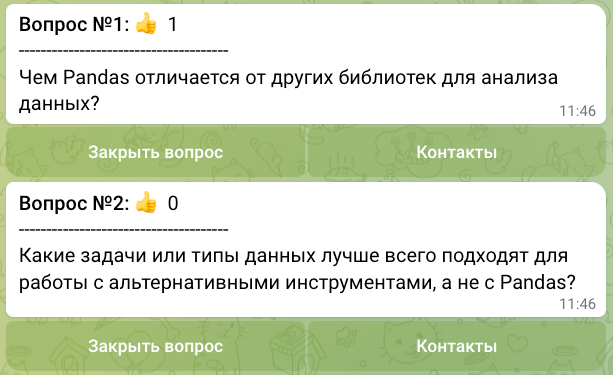 Вопрос №1: 👍 1
--------------------------------------
Чем Pandas отличается от других библиотек для анализа
данных?
11:46
Закрыть вопрос
Контакты
Вопрос №2: 👍 0
--------------------------------------
Какие задачи или типы данных лучше всего подходят для
работы с альтернативными инструментами, а не с Pandas?
11:46
Закрыть вопрос
Контакты